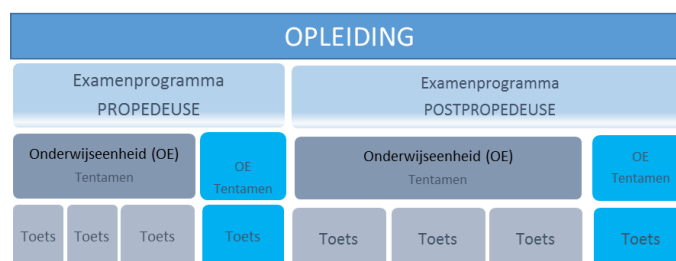 OPLEIDING
Examenprogramma
PROPEDEUSE
Examenprogramma
POSTPROPEDEUSE
Onderwijseenheid (OE)
Tentamen
OE
Tentamen
Onderwijseenheid (OE)
Tentamen
OE
Tentamen
Toets
Toets
Toets
Toets
Toets
Toets
Toets
Toets